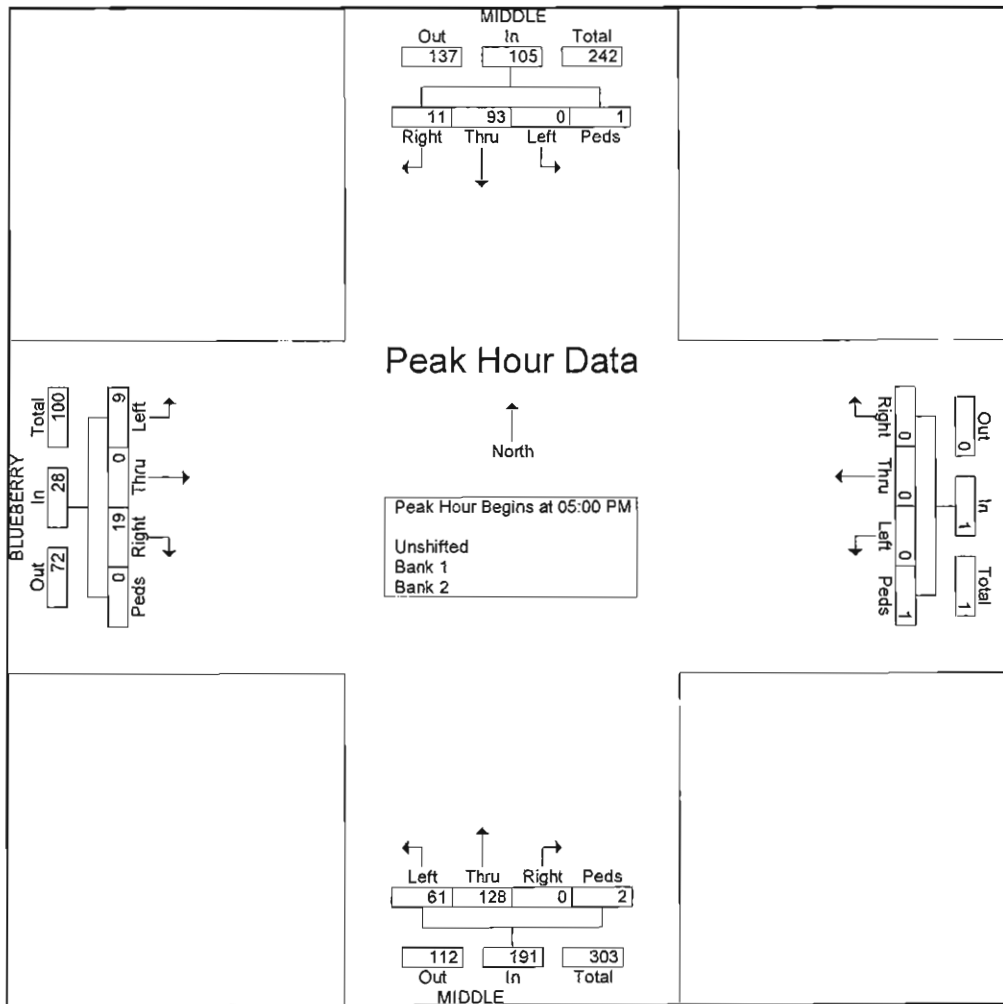 MIDDLE
Out In Total
137 105 242
11 93 0 1
Right Thru Left Peds
Peak Hour Data
North
Peak Hour Begins at 05:00 PM
Unshifted
Bank 1
Bank 2
BLUEBERRY
Out In Total
72 28 100
9 0 19 0
Left Thru Right Peds
Right Thru Left Peds
0 0 0 1
Out In Total
0 1 1
Left Thru Right Peds
61 128 0 2
112 191 303
Out In Total
MIDDLE